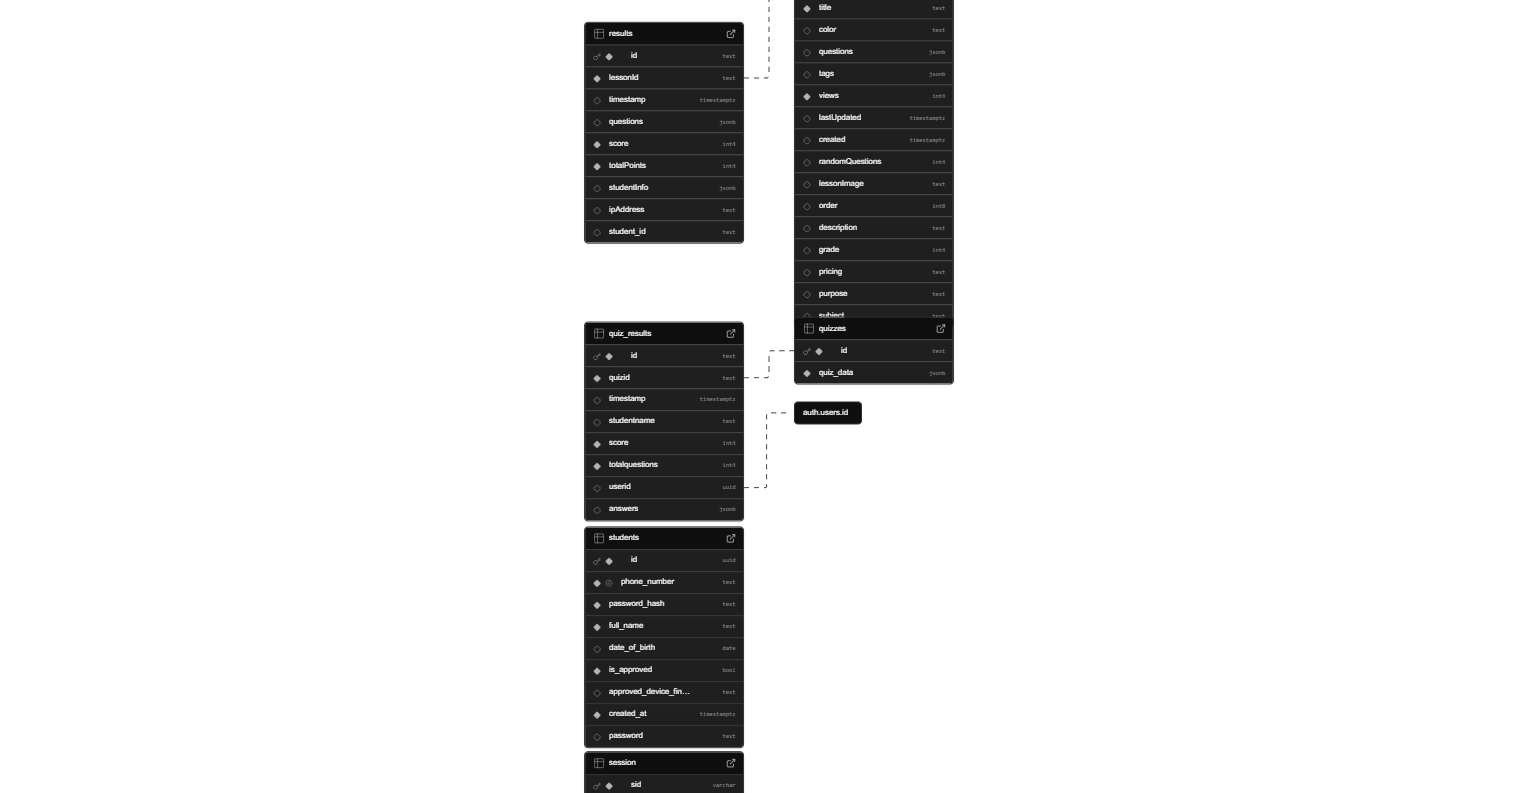 results
id text
lessonId text
timestamp timestamptz
questions jsonb
score int4
totalPoints int4
studentInfo jsonb
ipAddress text
student_id text
title text
color text
questions jsonb
tags jsonb
views int4
lastUpdated timestamptz
created timestamptz
randomQuestions int4
lessonImage text
order int8
description text
grade int4
pricing text
purpose text
subject text
quiz_results
id text
quizid text
timestamp timestamptz
studentname text
score int4
totalquestions int4
userid uuid
answers jsonb
quizzes
id text
quiz_data jsonb
auth.users.id
students
id uuid
phone_number text
password_hash text
full_name text
date_of_birth date
is_approved bool
approved_device_fin... text
created_at timestamptz
password text
session
sid varchar